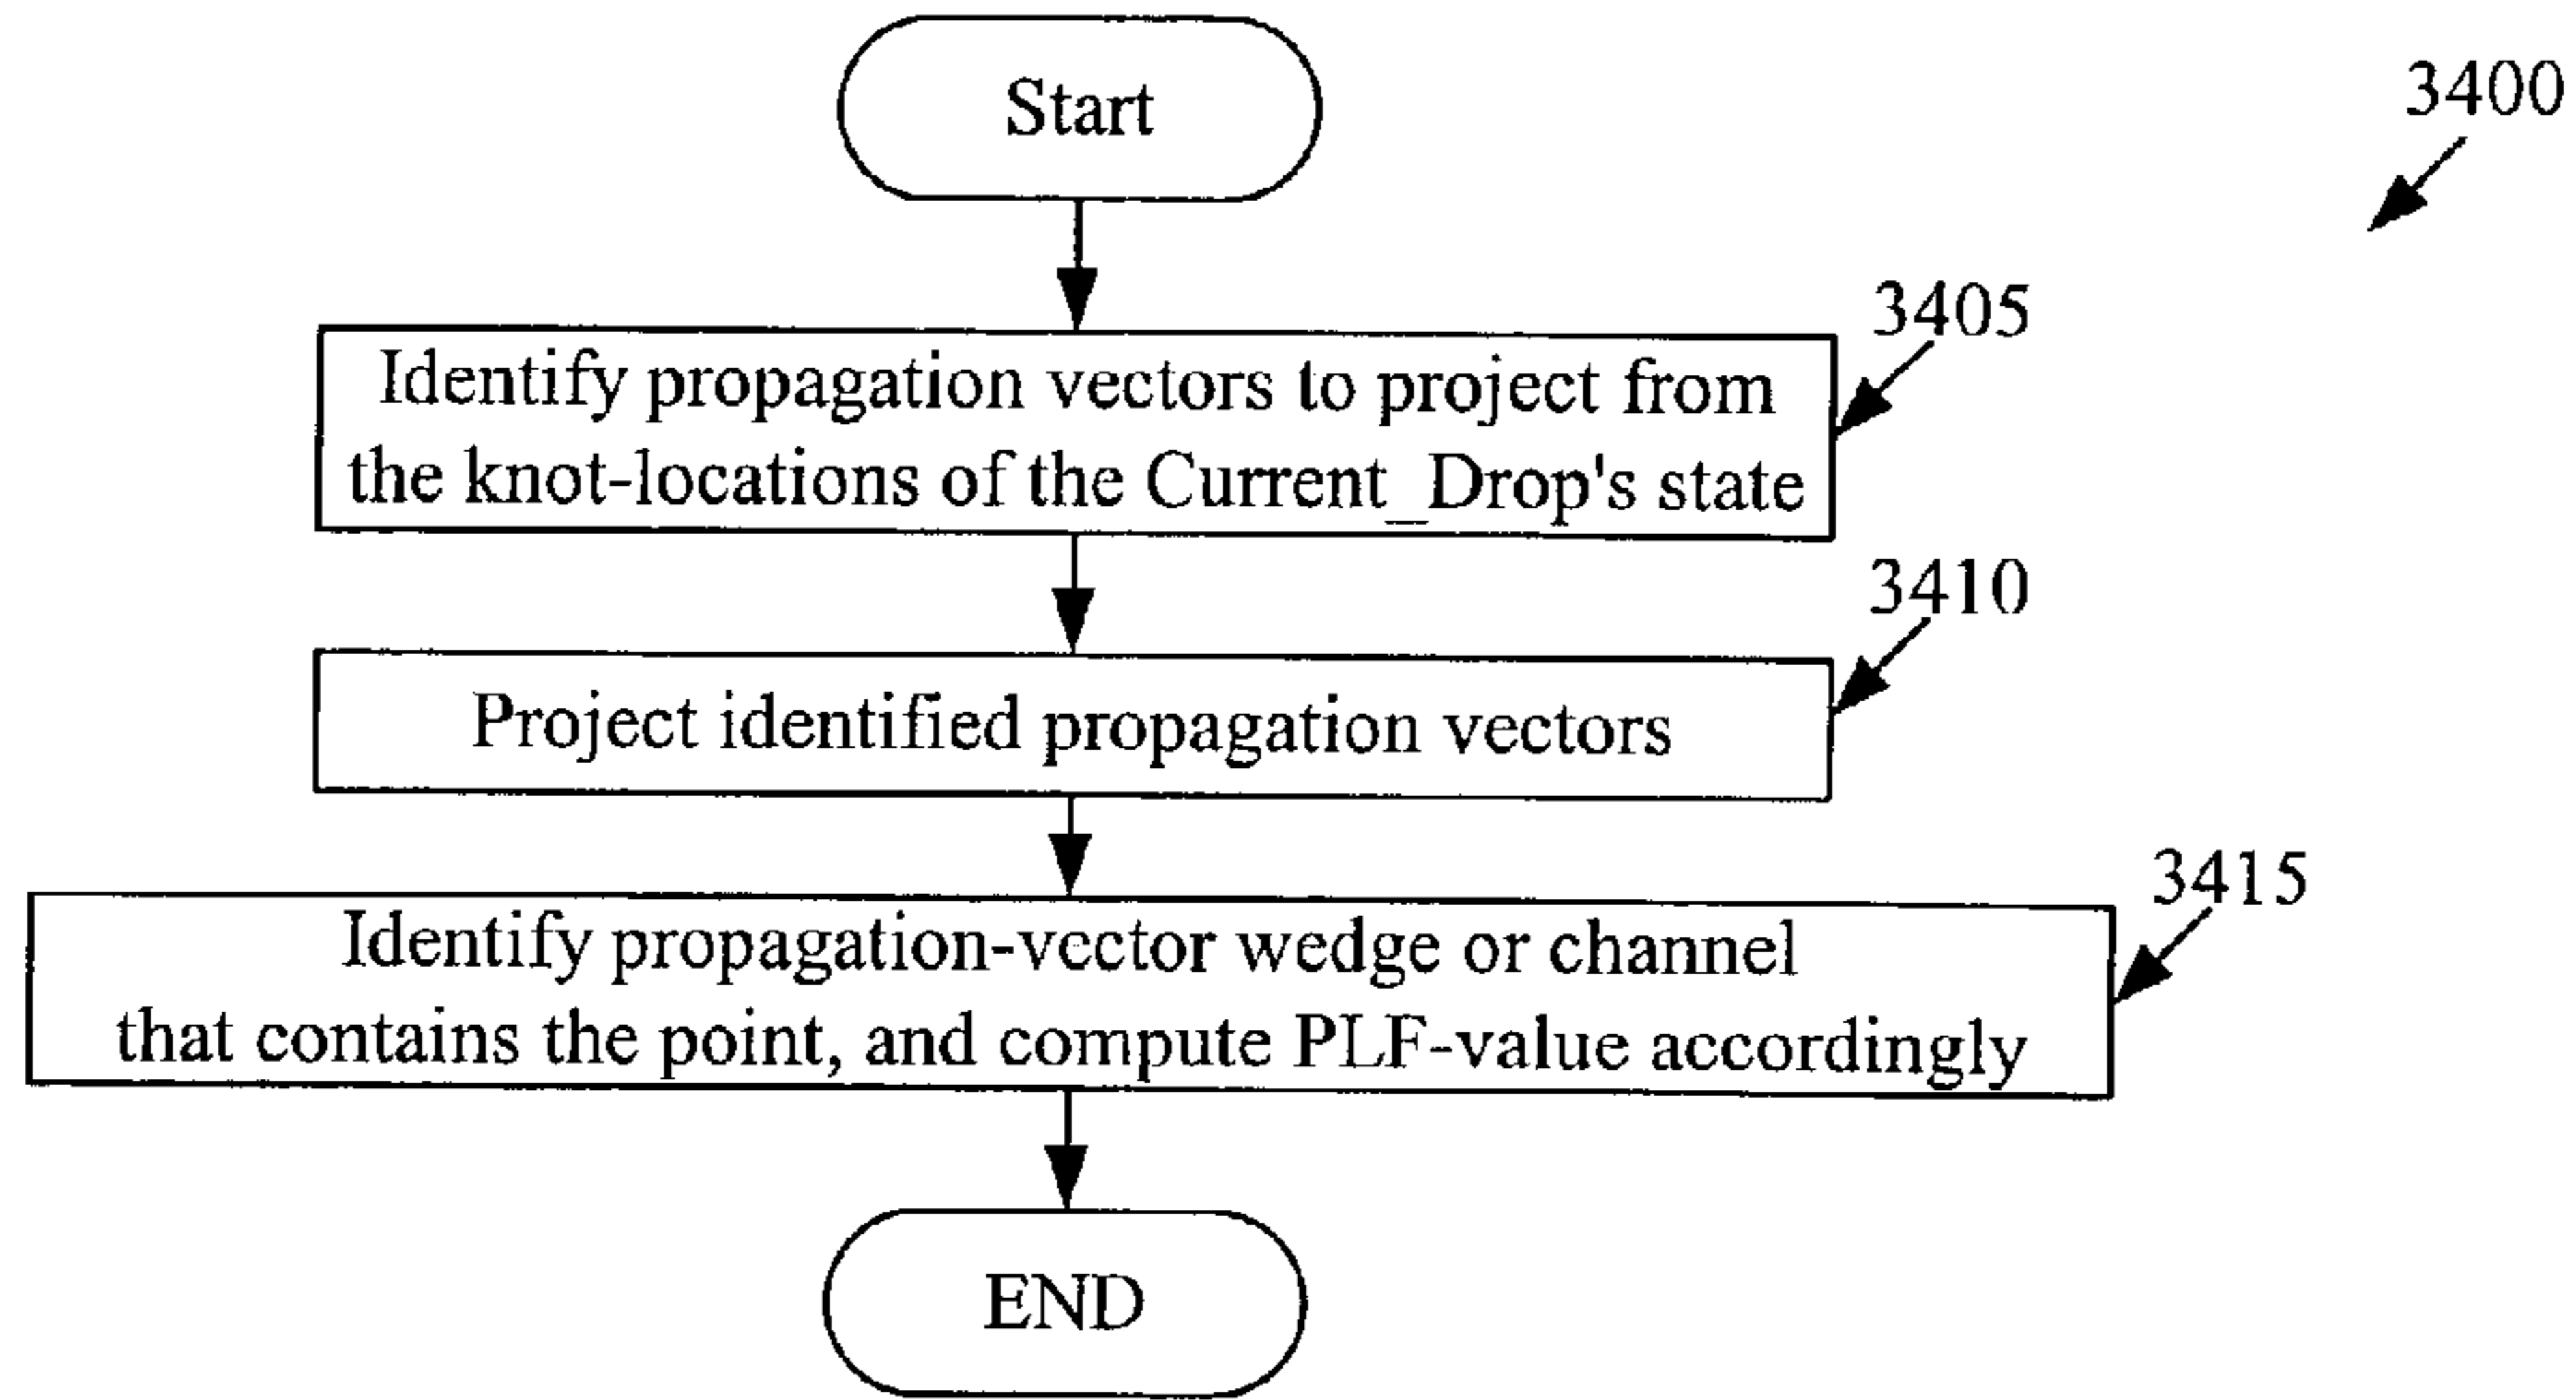 Start
3400
3405
Identify propagation vectors to project from
the knot-locations of the Current_Drop's state
3410
Project identified propagation vectors
3415
Identify propagation-vector wedge or channel
that contains the point, and compute PLF-value accordingly
END